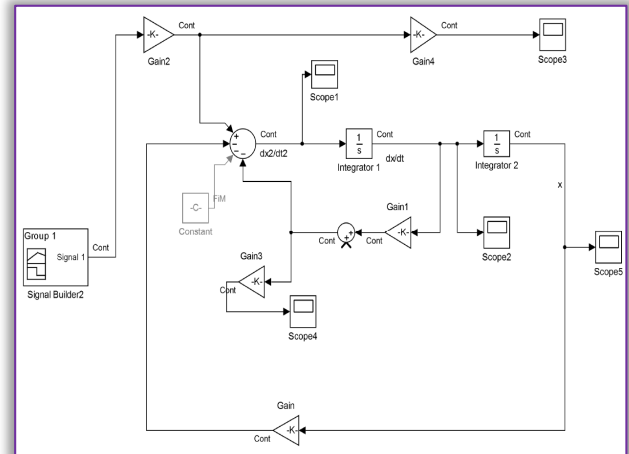 Cont
-K-
Gain2
Cont
-K-
Gain4
Scope3
Scope1
+
-
-
-
Cont
dx2/dt2
1
s
Integrator 1
Cont
dx/dt
1
s
Integrator 2
Cont
x
FiM
-C-
Constant
Gain1
-K-
Cont
+
+
Cont
Scope2
Scope5
Group 1
Signal 1
Cont
Signal Builder2
Gain3
-K-
Cont
Scope4
Gain
-K-
Cont